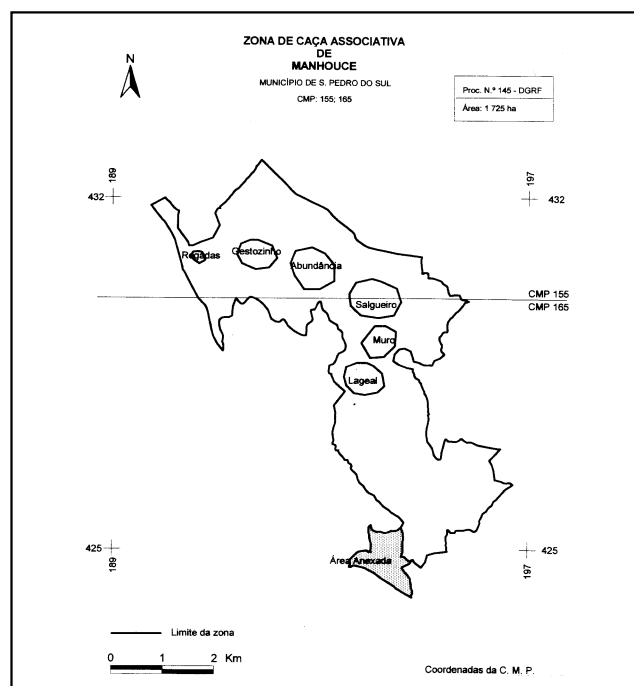 ZONA DE CAÇA ASSOCIATIVA
DE
MANHOUCE
MUNICÍPIO DE S. PEDRO DO SUL
CMP: 155; 165
N
Proc. N.º 145 - DGRF
Área: 1 725 ha
189
197
432
432
Regadas
Gestozinho
Abundância
Salgueiro
CMP 155
CMP 165
Muro
Lageal
425
425
189
197
Área Anexada
Limite da zona
0 1 2 Km
Coordenadas da C. M. P.